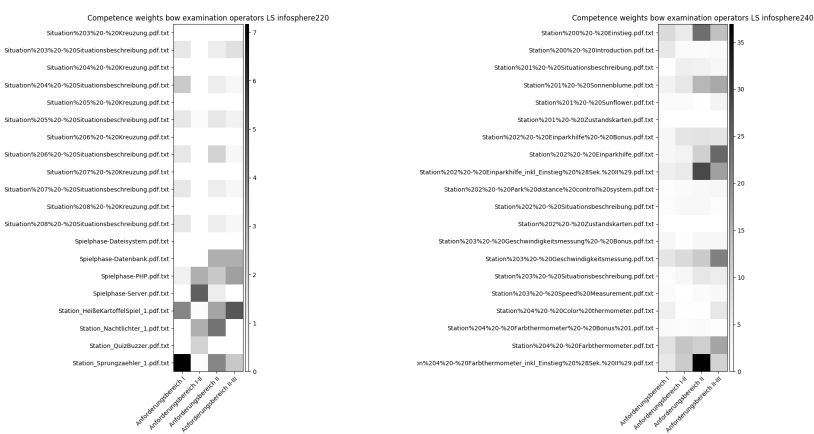 Competence weights bow examination operators LS infosphere220
Situation%203%20-%20Kreuzung.pdf.txt
Situation%203%20-%20Situationsbeschreibung.pdf.txt
Situation%204%20-%20Kreuzung.pdf.txt
Situation%204%20-%20Situationsbeschreibung.pdf.txt
Situation%205%20-%20Kreuzung.pdf.txt
Situation%205%20-%20Situationsbeschreibung.pdf.txt
Situation%206%20-%20Kreuzung.pdf.txt
Situation%206%20-%20Situationsbeschreibung.pdf.txt
Situation%207%20-%20Kreuzung.pdf.txt
Situation%207%20-%20Situationsbeschreibung.pdf.txt
Situation%208%20-%20Kreuzung.pdf.txt
Situation%208%20-%20Situationsbeschreibung.pdf.txt
Spielphase-Dateisystem.pdf.txt
Spielphase-Datenbank.pdf.txt
Spielphase-PHP.pdf.txt
Spielphase-Server.pdf.txt
Station_HeißeKartoffelSpiel_1.pdf.txt
Station_Nachtlichter_1.pdf.txt
Station_QuizBuzzer.pdf.txt
Station_Sprungzaehler_1.pdf.txt
Anforderungsbereich I
Anforderungsbereich I-II
Anforderungsbereich II
Anforderungsbereich II-III
7
6
5
4
3
2
1
0
Competence weights bow examination operators LS infosphere240
Station%200%20-%20Einstieg.pdf.txt
Station%200%20-%20Introduction.pdf.txt
Station%201%20-%20Situationsbeschreibung.pdf.txt
Station%201%20-%20Sonnenblume.pdf.txt
Station%201%20-%20Sunflower.pdf.txt
Station%201%20-%20Zustandskarten.pdf.txt
Station%202%20-%20Einparkhilfe%20-%20Bonus.pdf.txt
Station%202%20-%20Einparkhilfe.pdf.txt
Station%202%20-%20Einparkhilfe_inkl_Einstieg%20%28Sek.%20II%29.pdf.txt
Station%202%20-%20Park%20distance%20control%20system.pdf.txt
Station%202%20-%20Situationsbeschreibung.pdf.txt
Station%202%20-%20Zustandskarten.pdf.txt
Station%203%20-%20Geschwindigkeitsmessung%20-%20Bonus.pdf.txt
Station%203%20-%20Geschwindigkeitsmessung.pdf.txt
Station%203%20-%20Situationsbeschreibung.pdf.txt
Station%203%20-%20Speed%20Measurement.pdf.txt
Station%204%20-%20Color%20thermometer.pdf.txt
Station%204%20-%20Farbthermometer%20-%20Bonus%201.pdf.txt
Station%204%20-%20Farbthermometer.pdf.txt
n%204%20-%20Farbthermometer_inkl_Einstieg%20%28Sek.%20II%29.pdf.txt
Anforderungsbereich I
Anforderungsbereich I-II
Anforderungsbereich II
Anforderungsbereich II-III
35
30
25
20
15
10
5
0